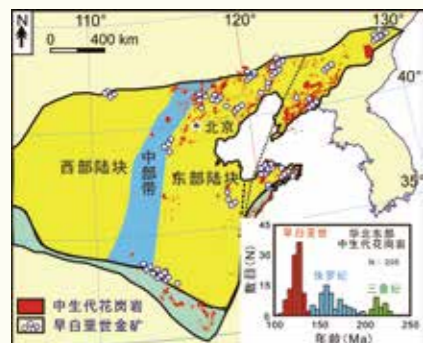 110°
120°
130°
N
0 400 km
40°
北京
西部陆块
中部带
东部陆块
35°
早白垩世
华北东部
中生代花岗岩
侏罗纪
三叠纪
数目(N)
45
30
15
0
100 150 200 250
年龄(Ma)
中生代花岗岩
早白垩世金矿